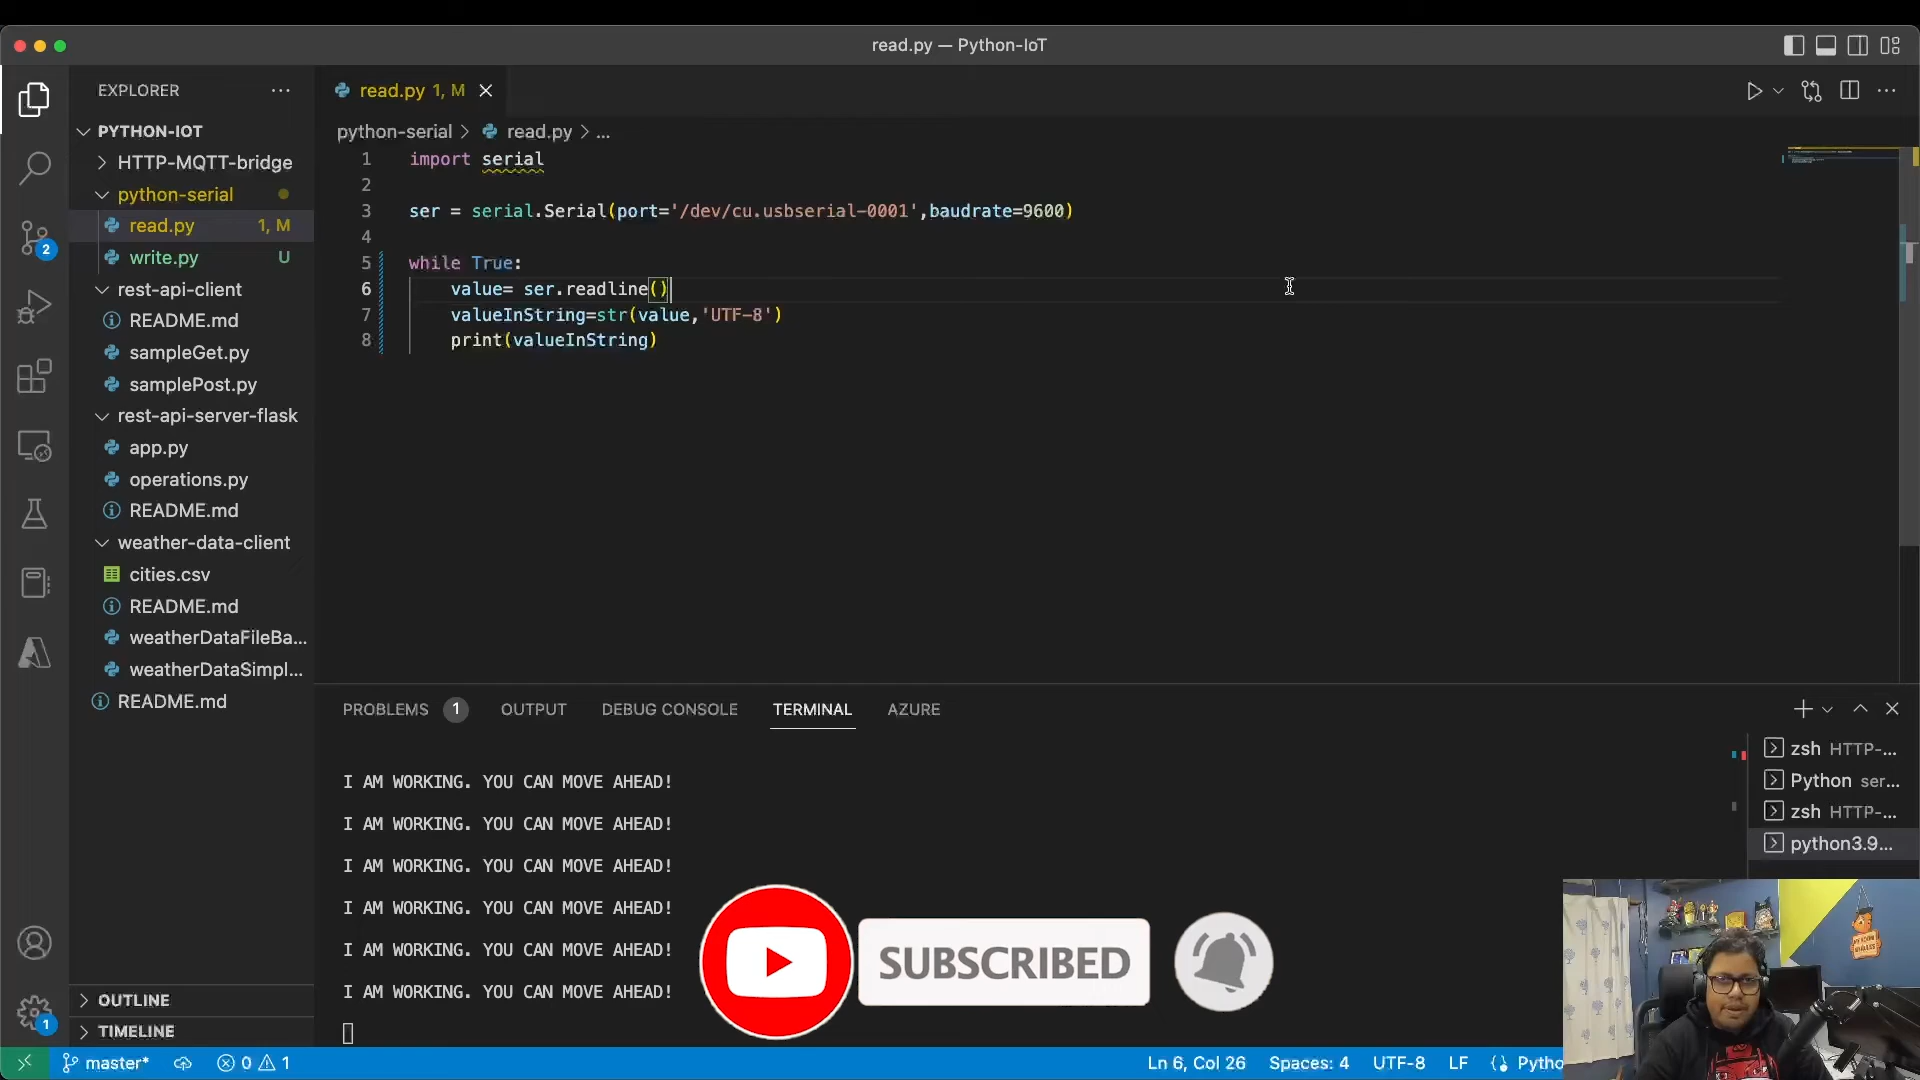 read.py — Python-IoT
EXPLORER
read.py 1, M
PYTHON-IOT
python-serial > read.py > ...
HTTP-MQTT-bridge
python-serial
read.py 1, M
write.py U
rest-api-client
README.md
sampleGet.py
samplePost.py
rest-api-server-flask
app.py
operations.py
README.md
weather-data-client
cities.csv
README.md
weatherDataFileBa...
weatherDataSimpl...
README.md
OUTLINE
TIMELINE
2
1
1 import serial
2
3 ser = serial.Serial(port='/dev/cu.usbserial-0001',baudrate=9600)
4
5 while True:
6 value= ser.readline()
7 valueInString=str(value,'UTF-8')
8 print(valueInString)
PROBLEMS 1 OUTPUT DEBUG CONSOLE TERMINAL AZURE
I AM WORKING. YOU CAN MOVE AHEAD!
I AM WORKING. YOU CAN MOVE AHEAD!
I AM WORKING. YOU CAN MOVE AHEAD!
I AM WORKING. YOU CAN MOVE AHEAD!
I AM WORKING. YOU CAN MOVE AHEAD!
I AM WORKING. YOU CAN MOVE AHEAD!
zsh HTTP-...
Python ser...
zsh HTTP-...
python3.9...
SUBSCRIBED
master* 0 1 Ln 6, Col 26 Spaces: 4 UTF-8 LF Pytho